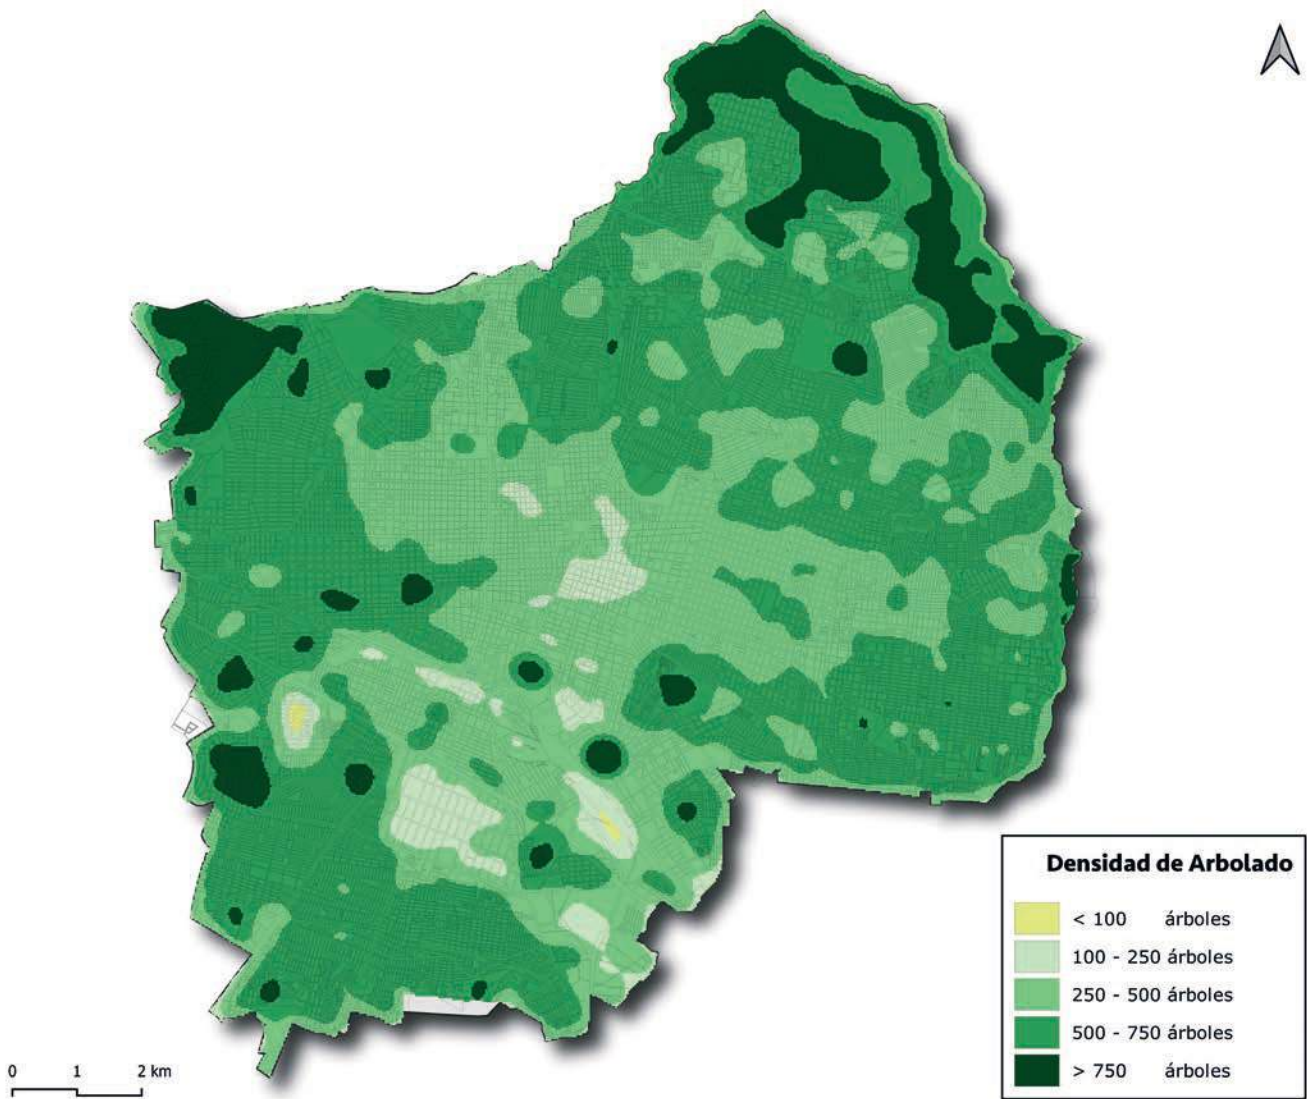 Densidad de Arbolado
< 100 árboles
100 - 250 árboles
250 - 500 árboles
500 - 750 árboles
> 750 árboles
0 1 2 km